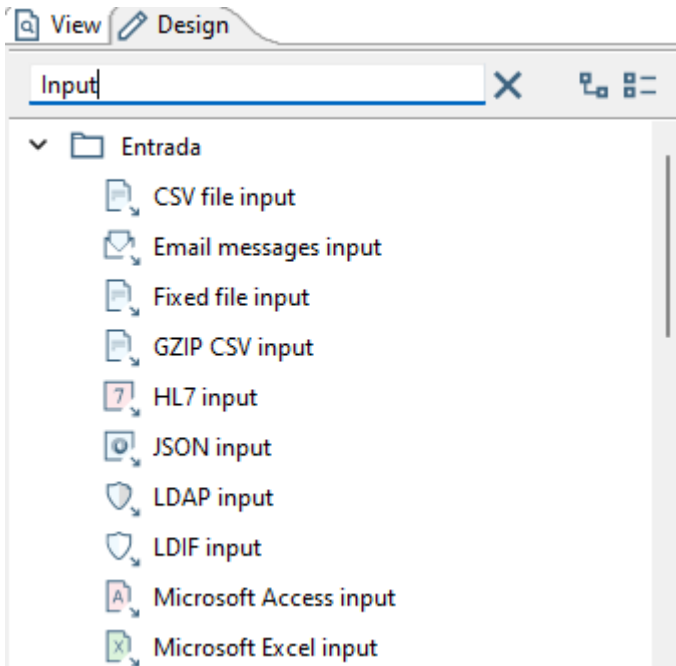 View Design
Input
Entrada
CSV file input
Email messages input
Fixed file input
GZIP CSV input
7 HL7 input
JSON input
LDAP input
LDIF input
A Microsoft Access input
X Microsoft Excel input